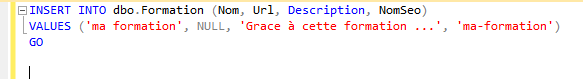 INSERT INTO dbo.Formation (Nom, Url, Description, NomSeo)
VALUES ('ma formation', NULL, 'Grace à cette formation ...', 'ma-formation')
GO